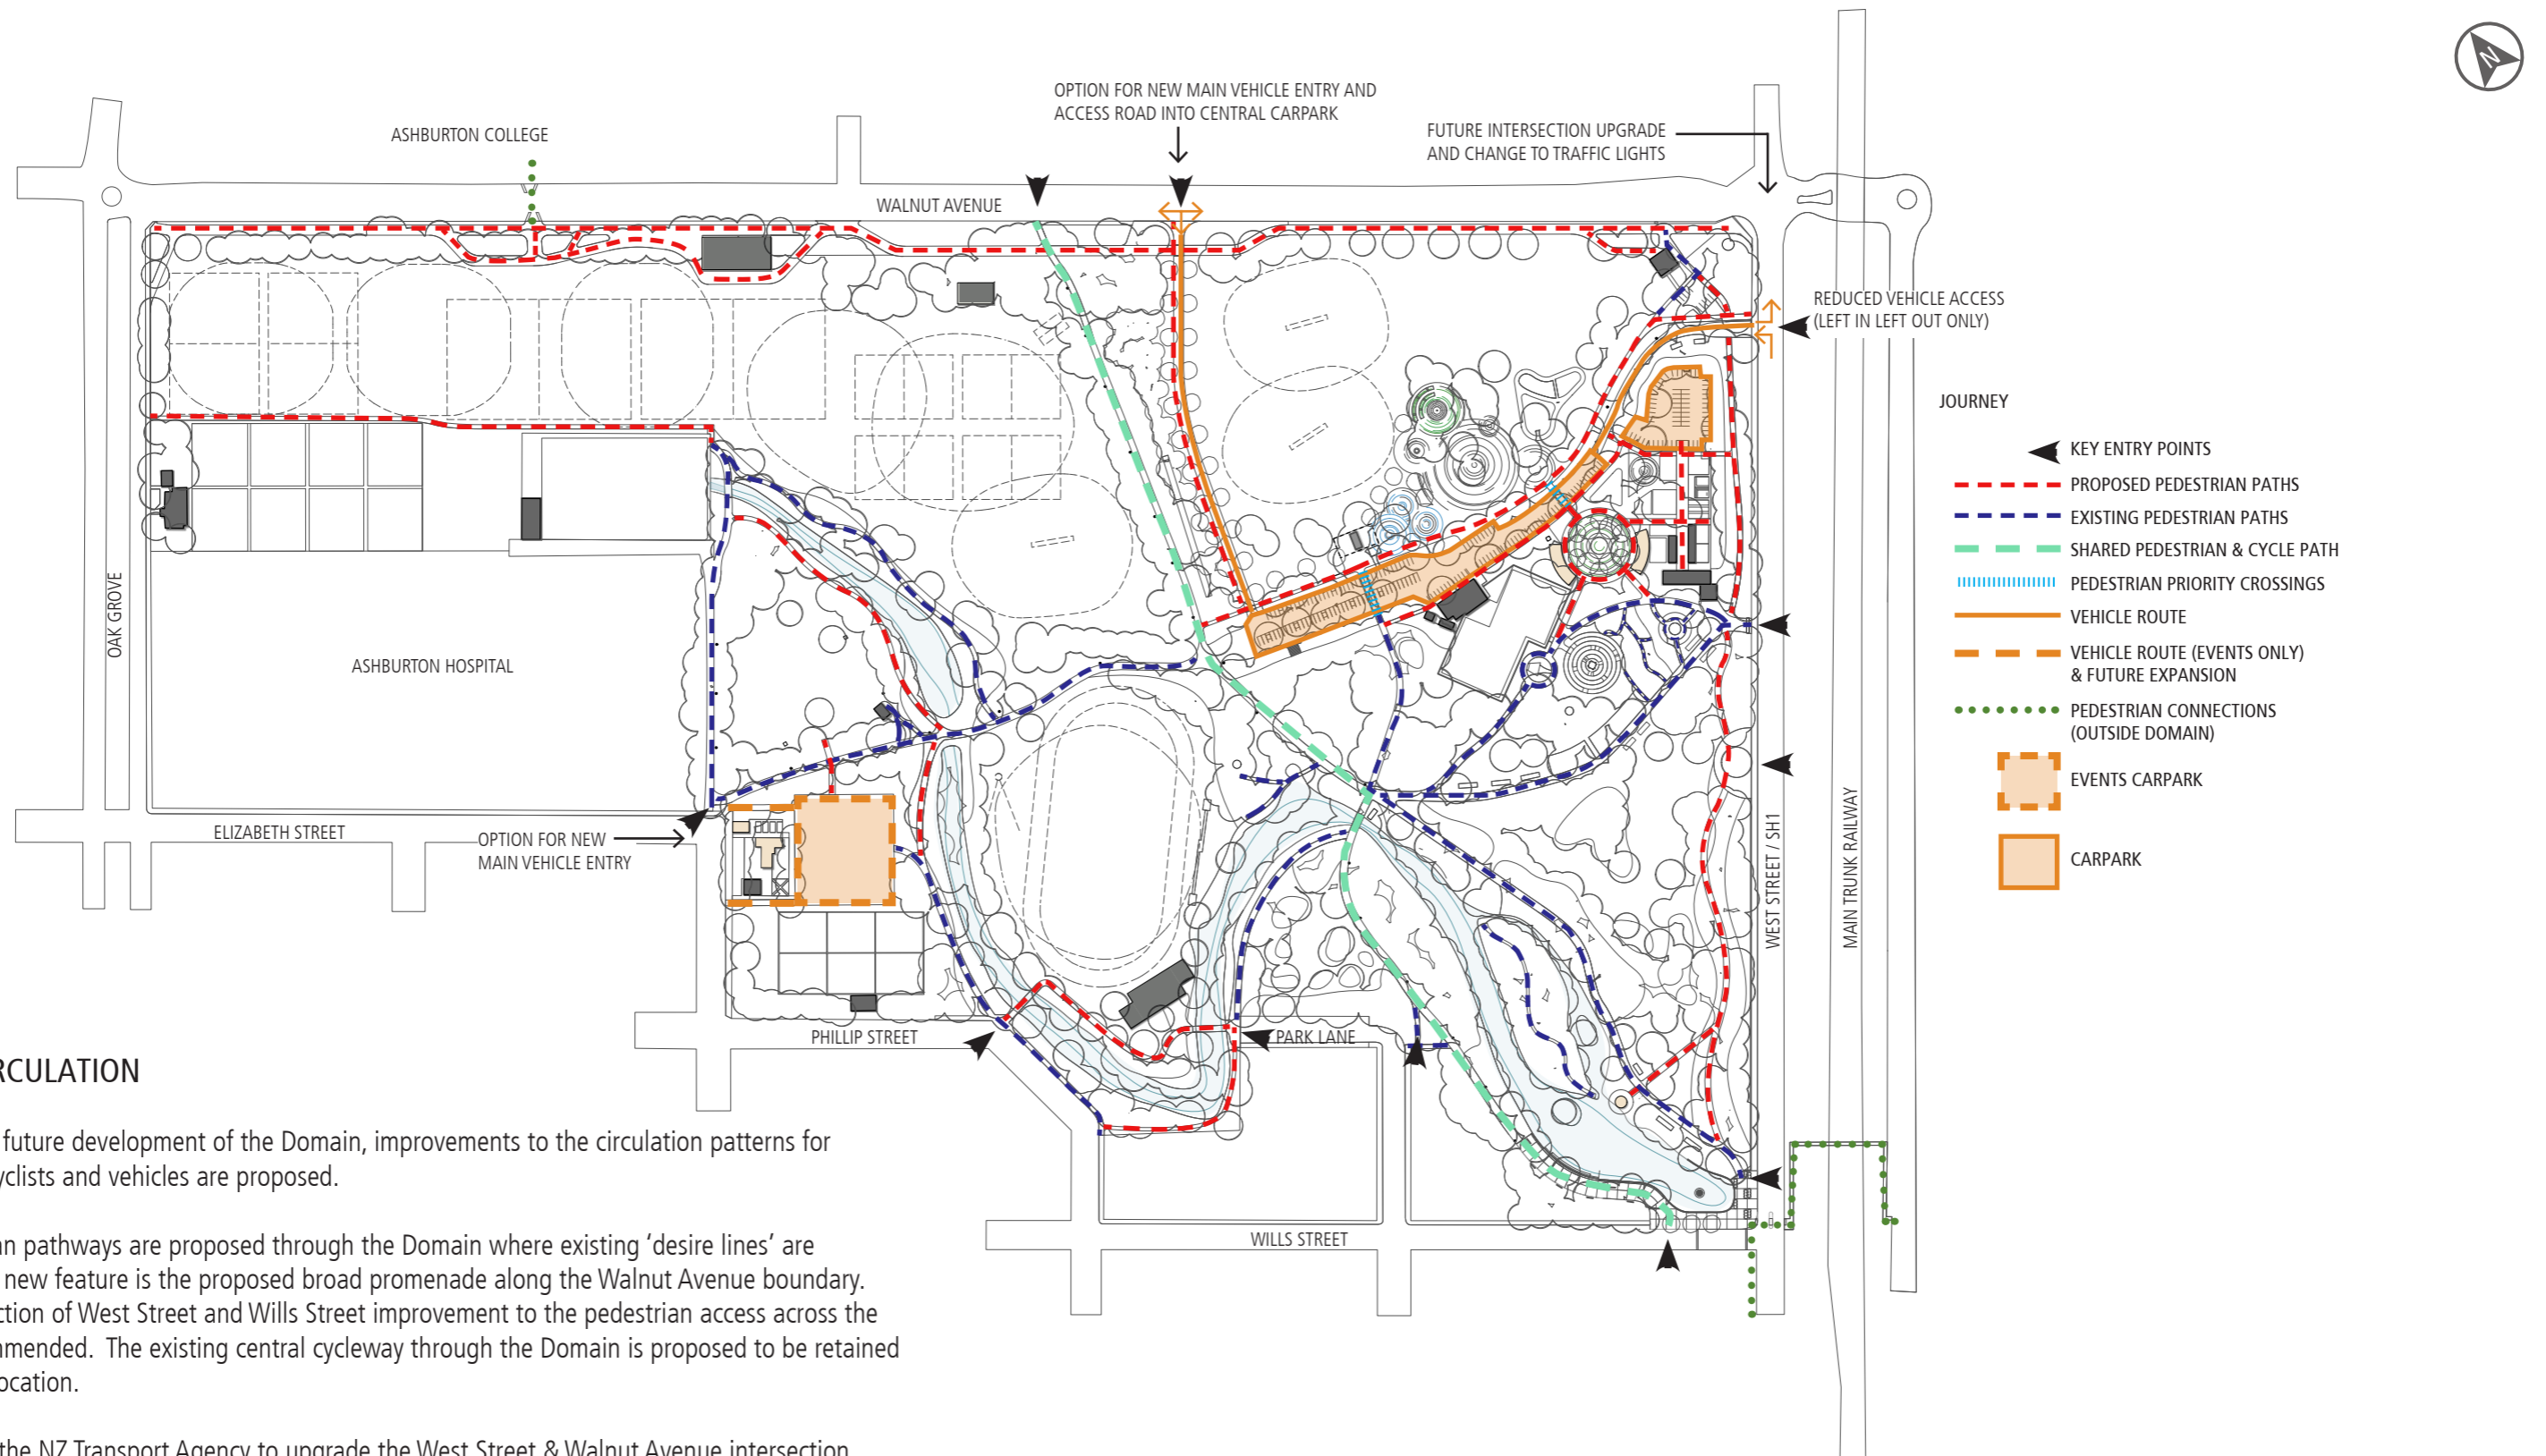 N
OPTION FOR NEW MAIN VEHICLE ENTRY AND
ACCESS ROAD INTO CENTRAL CARPARK
ASHBURTON COLLEGE
FUTURE INTERSECTION UPGRADE
AND CHANGE TO TRAFFIC LIGHTS
WALNUT AVENUE
REDUCED VEHICLE ACCESS
(LEFT IN LEFT OUT ONLY)
OAK GROVE
ASHBURTON HOSPITAL
ELIZABETH STREET
OPTION FOR NEW
MAIN VEHICLE ENTRY
PHILLIP STREET
PARK LANE
WILLS STREET
WEST STREET / SH1
MAIN TRUNK RAILWAY
JOURNEY
KEY ENTRY POINTS
PROPOSED PEDESTRIAN PATHS
EXISTING PEDESTRIAN PATHS
SHARED PEDESTRIAN & CYCLE PATH
PEDESTRIAN PRIORITY CROSSINGS
VEHICLE ROUTE
VEHICLE ROUTE (EVENTS ONLY)
& FUTURE EXPANSION
PEDESTRIAN CONNECTIONS
(OUTSIDE DOMAIN)
EVENTS CARPARK
CARPARK
RCULATION
future development of the Domain, improvements to the circulation patterns for
yclists and vehicles are proposed.
an pathways are proposed through the Domain where existing ‘desire lines’ are
new feature is the proposed broad promenade along the Walnut Avenue boundary.
ction of West Street and Wills Street improvement to the pedestrian access across the
mmended. The existing central cycleway through the Domain is proposed to be retained
ocation.
the NZ Transport Agency to upgrade the West Street & Walnut Avenue intersection